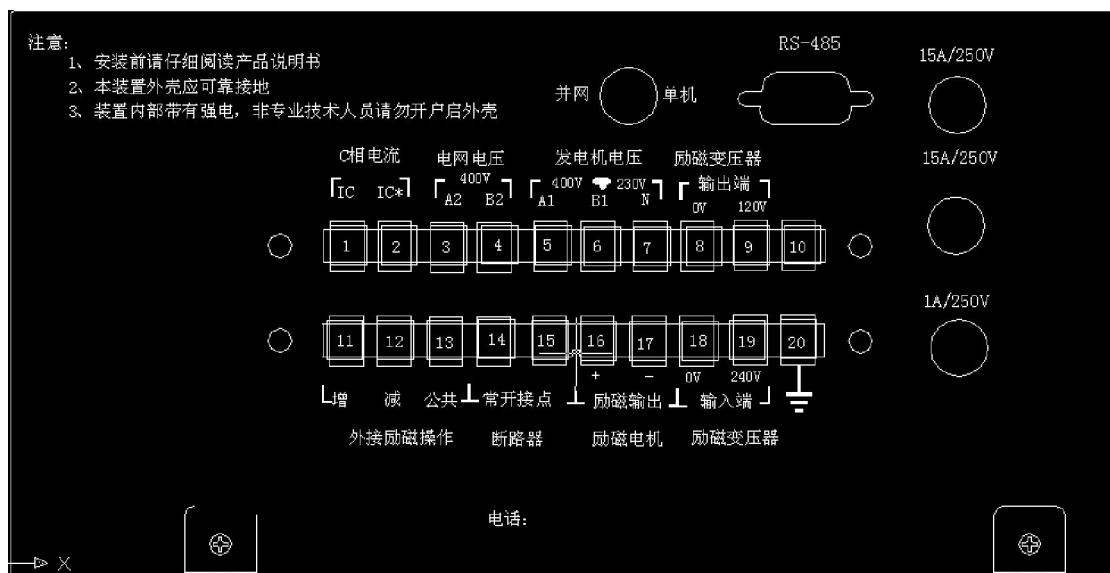 注意:
1、安装前请仔细阅读产品说明书
2、本装置外壳应可靠接地
3、装置内部带有强电,非专业技术人员请勿开户启外壳
并网 单机
RS-485
15A/250V
15A/250V
1A/250V
C相电流 电网电压 发电机电压 励磁变压器
400V 400V 230V 输出端
IC IC* A2 B2 A1 B1 N 0V 120V
1 2 3 4 5 6 7 8 9 10
11 12 13 14 15 16 17 18 19 20
+ - 0V 240V
增 减 公共 常开接点 励磁输出 输入端
外接励磁操作 断路器 励磁电机 励磁变压器
电话:
X